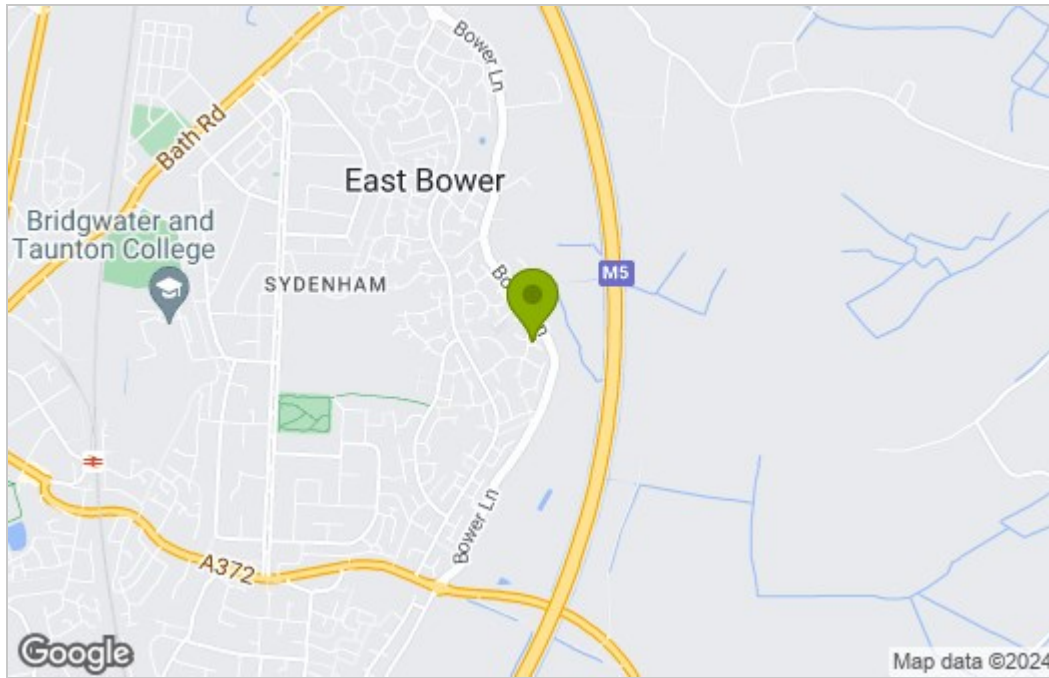 Bower Ln
Bath Rd
East Bower
Bridgwater and
Taunton College
SYDENHAM
M5
Bower Ln
A372
Google
Map data ©2024